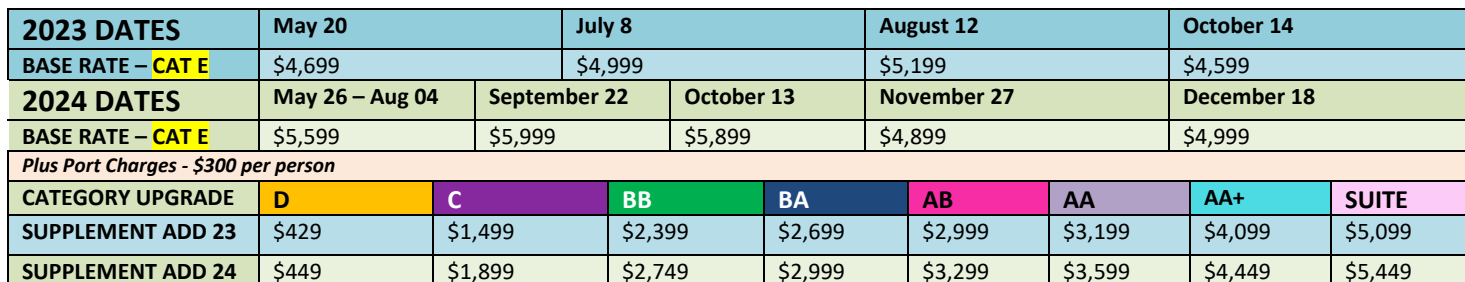 2023 DATES May 20 July 8 August 12 October 14
BASE RATE – CAT E $4,699 $4,999 $5,199 $4,599
2024 DATES May 26 – Aug 04 September 22 October 13 November 27 December 18
BASE RATE – CAT E $5,599 $5,999 $5,899 $4,899 $4,999
Plus Port Charges - $300 per person
CATEGORY UPGRADE D C BB BA AB AA AA+ SUITE
SUPPLEMENT ADD 23 $429 $1,499 $2,399 $2,699 $2,999 $3,199 $4,099 $5,099
SUPPLEMENT ADD 24 $449 $1,899 $2,749 $2,999 $3,299 $3,599 $4,449 $5,449